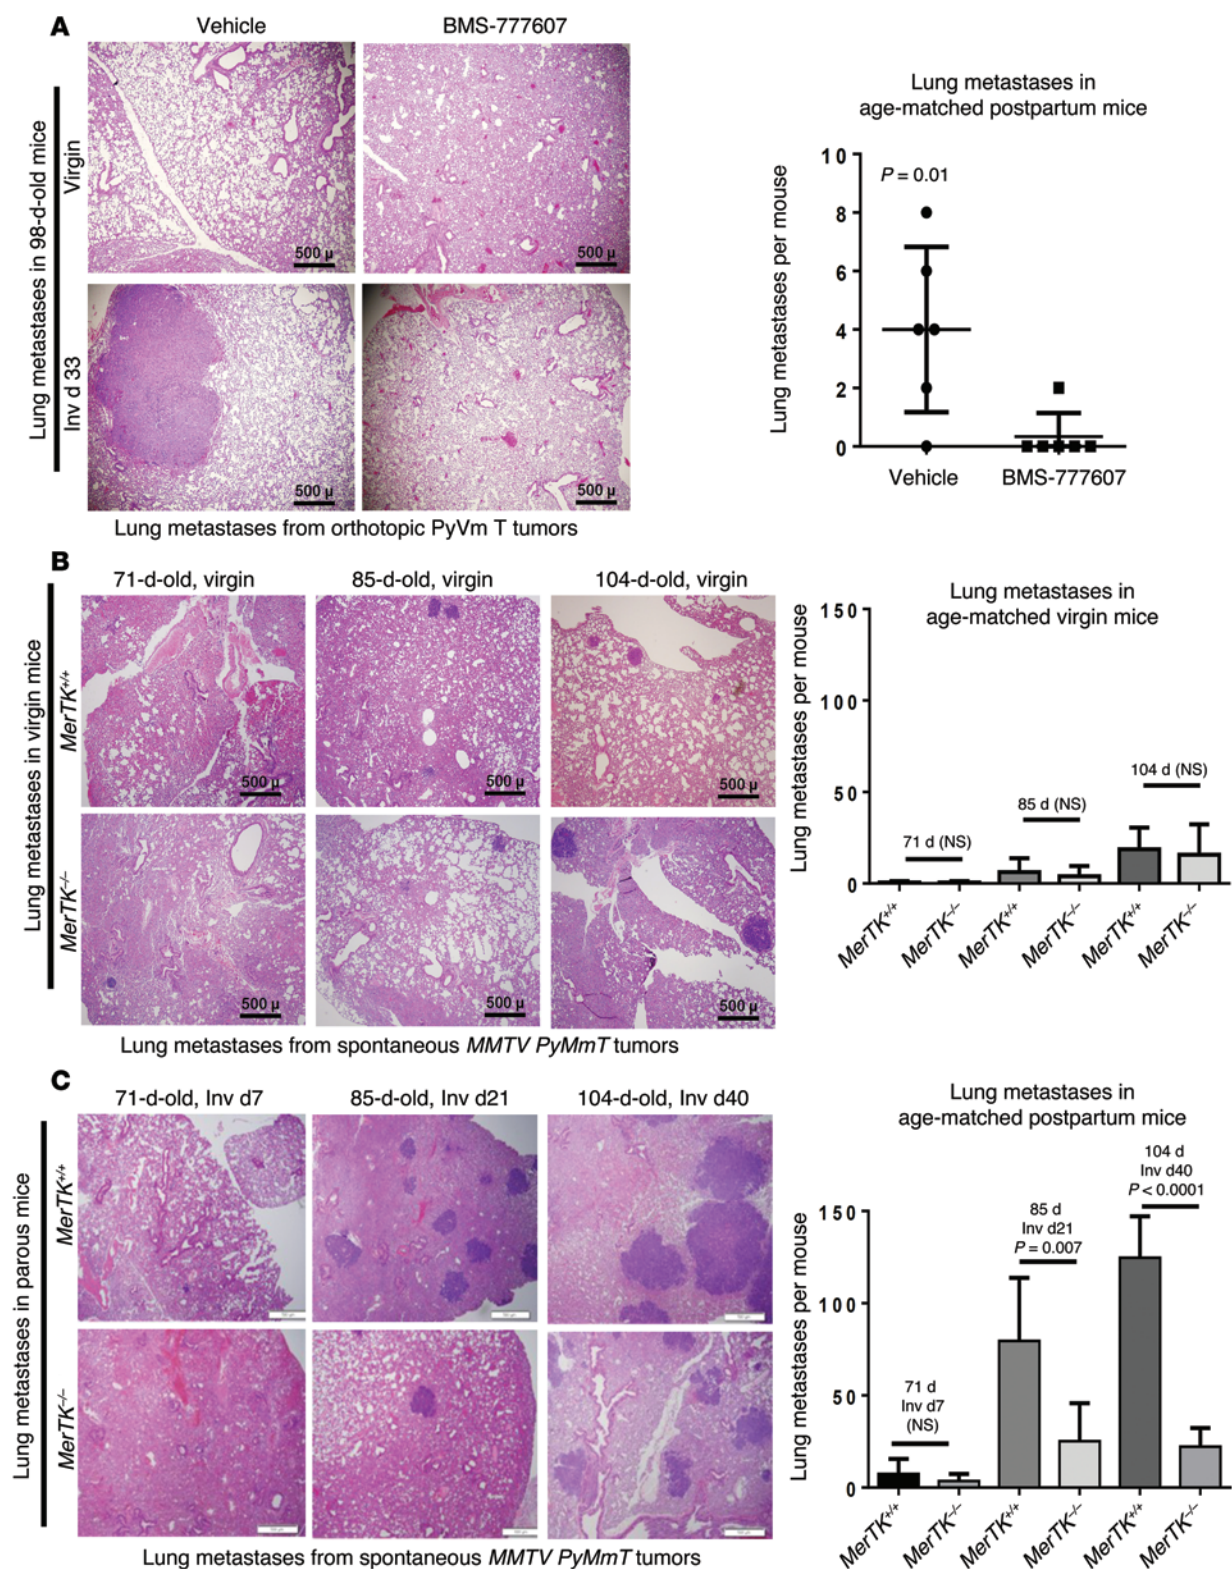 A
Vehicle
BMS-777607
Lung metastases in 98-d-old mice
Virgin
Inv d 33
500 µ
500 µ
500 µ
500 µ
Lung metastases from orthotopic PyVm T tumors
Lung metastases in
age-matched postpartum mice
Lung metastases per mouse
10
8
6
4
2
0
P = 0.01
Vehicle
BMS-777607
B
71-d-old, virgin
85-d-old, virgin
104-d-old, virgin
Lung metastases in virgin mice
MerTK+/+
MerTK–/–
500 µ
500 µ
500 µ
500 µ
500 µ
500 µ
Lung metastases from spontaneous MMTV PyMmT tumors
Lung metastases in
age-matched virgin mice
Lung metastases per mouse
150
100
50
0
71 d (NS)
85 d (NS)
104 d (NS)
MerTK+/+
MerTK–/–
MerTK+/+
MerTK–/–
MerTK+/+
MerTK–/–
C
71-d-old, Inv d7
85-d-old, Inv d21
104-d-old, Inv d40
Lung metastases in parous mice
MerTK+/+
MerTK–/–
Lung metastases from spontaneous MMTV PyMmT tumors
Lung metastases in
age-matched postpartum mice
Lung metastases per mouse
150
100
50
0
71 d
Inv d7
(NS)
85 d
Inv d21
P = 0.007
104 d
Inv d40
P < 0.0001
MerTK+/+
MerTK–/–
MerTK+/+
MerTK–/–
MerTK+/+
MerTK–/–